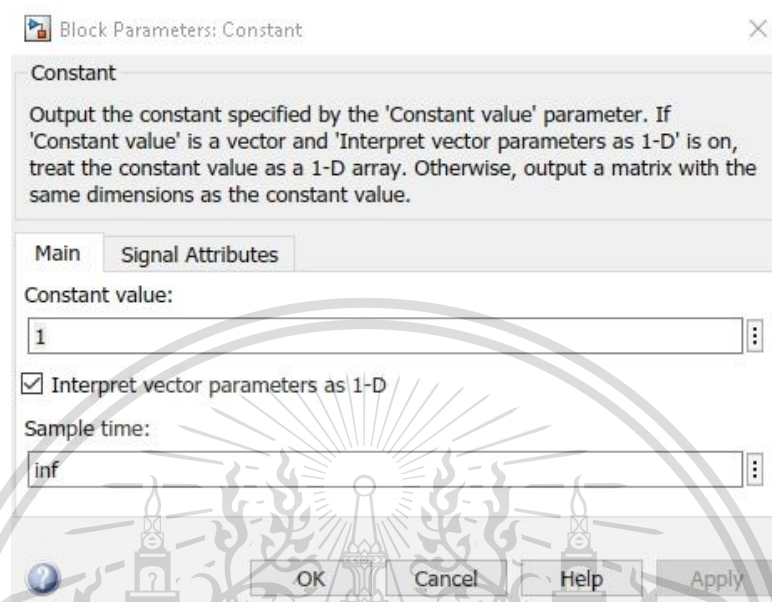 Block Parameters: Constant
Constant
Output the constant specified by the 'Constant value' parameter. If
'Constant value' is a vector and 'Interpret vector parameters as 1-D' is on,
treat the constant value as a 1-D array. Otherwise, output a matrix with the
same dimensions as the constant value.
Main Signal Attributes
Constant value:
1
Interpret vector parameters as 1-D
Sample time:
inf
OK Cancel Help Apply